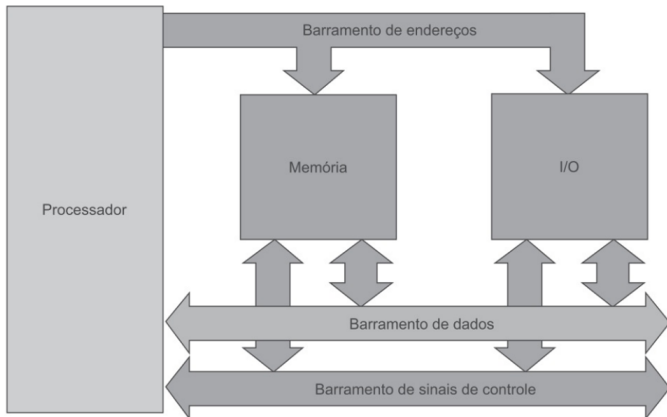 Barramento de endereços
Memória
I/O
Processador
Barramento de dados
Barramento de sinais de controle